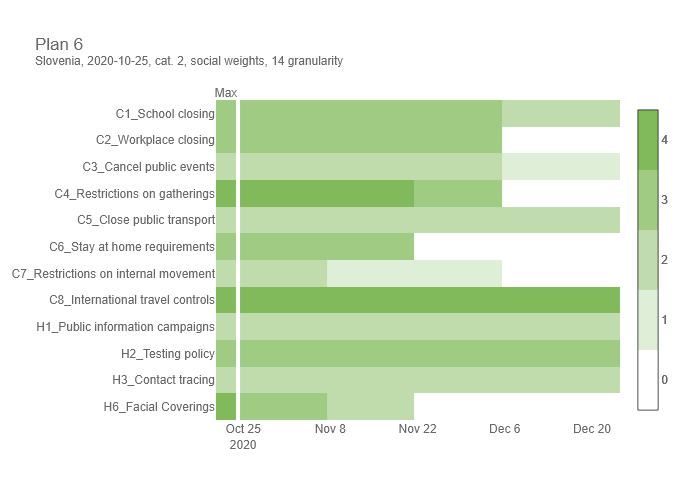 Plan 6
Slovenia, 2020-10-25, cat. 2, social weights, 14 granularity
Max
C1_School closing
C2_Workplace closing
C3_Cancel public events
C4_Restrictions on gatherings
C5_Close public transport
C6_Stay at home requirements
C7_Restrictions on internal movement
C8_International travel controls
H1_Public information campaigns
H2_Testing policy
H3_Contact tracing
H6_Facial Coverings
Oct 25 Nov 8 Nov 22 Dec 6 Dec 20
2020
4
3
2
1
0